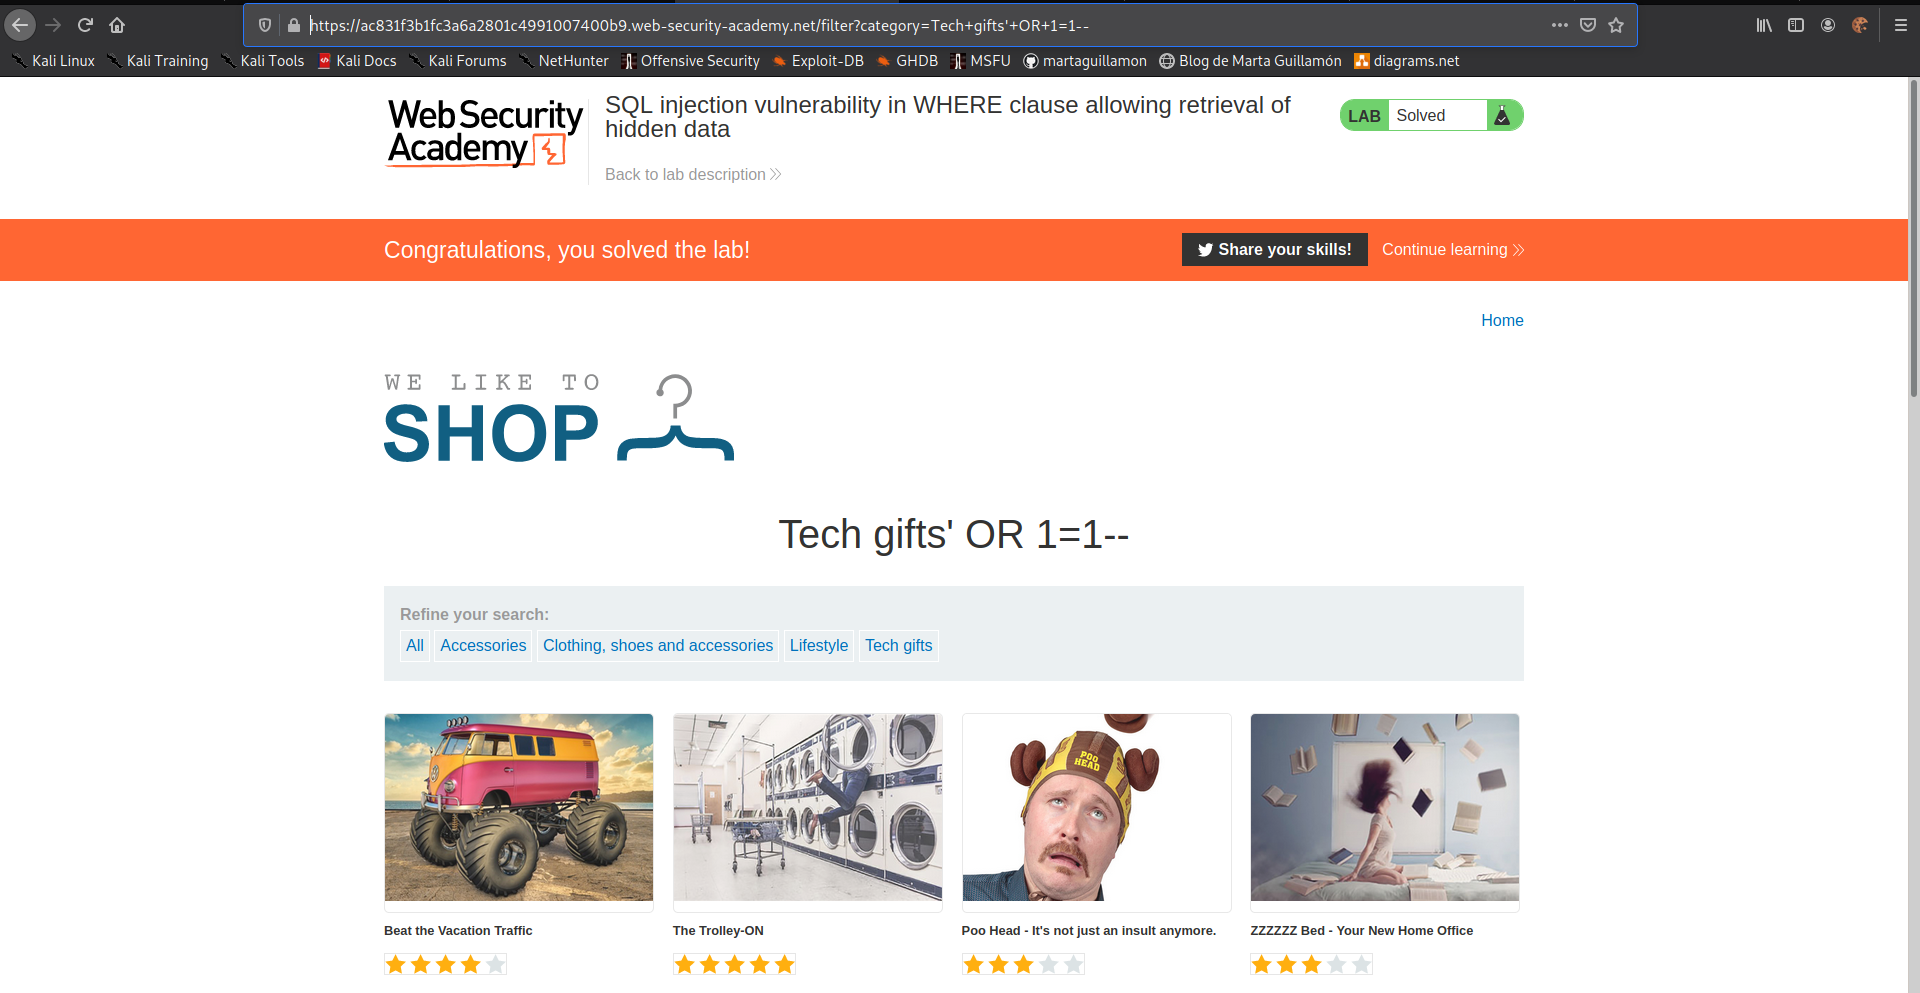 https://ac831f3b1fc3a6a2801c4991007400b9.web-security-academy.net/filter?category=Tech+gifts'+OR+1=1--
Kali Linux Kali Training Kali Tools Kali Docs Kali Forums NetHunter Offensive Security Exploit-DB GHDB MSFU martaguillamon Blog de Marta Guillamón diagrams.net
Web Security
Academy
SQL injection vulnerability in WHERE clause allowing retrieval of
hidden data
LAB Solved
Back to lab description
Congratulations, you solved the lab!
Share your skills! Continue learning
Home
WE LIKE TO
SHOP
Tech gifts' OR 1=1--
Refine your search:
All Accessories Clothing, shoes and accessories Lifestyle Tech gifts
POO
HEAD
Beat the Vacation Traffic The Trolley-ON Poo Head - It's not just an insult anymore. ZZZZZZ Bed - Your New Home Office